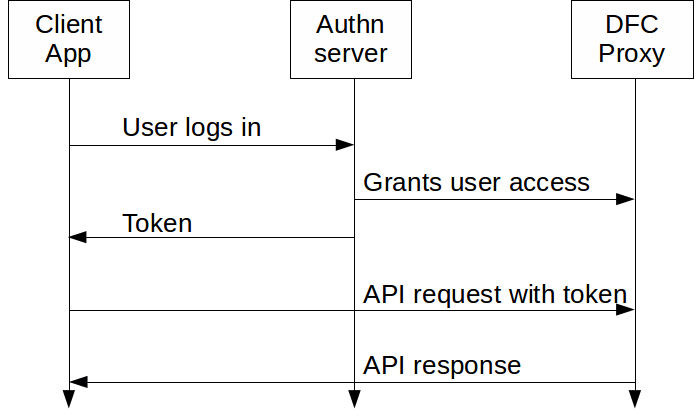 Client
App
Authn
server
DFC
Proxy
User logs in
Grants user access
Token
API request with token
API response